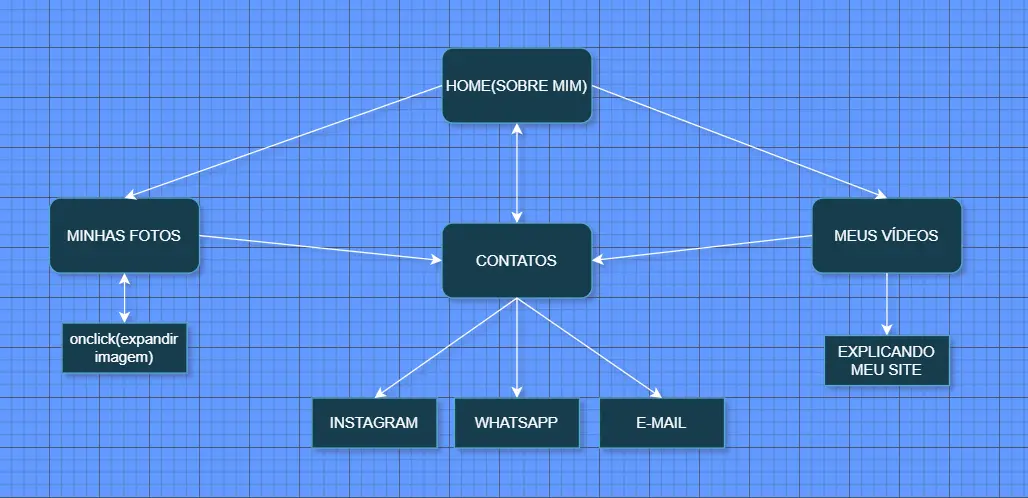 HOME(SOBRE MIM)
MINHAS FOTOS
CONTATOS
MEUS VÍDEOS
onclick(expandir
imagem)
EXPLICANDO
MEU SITE
INSTAGRAM
WHATSAPP
E-MAIL